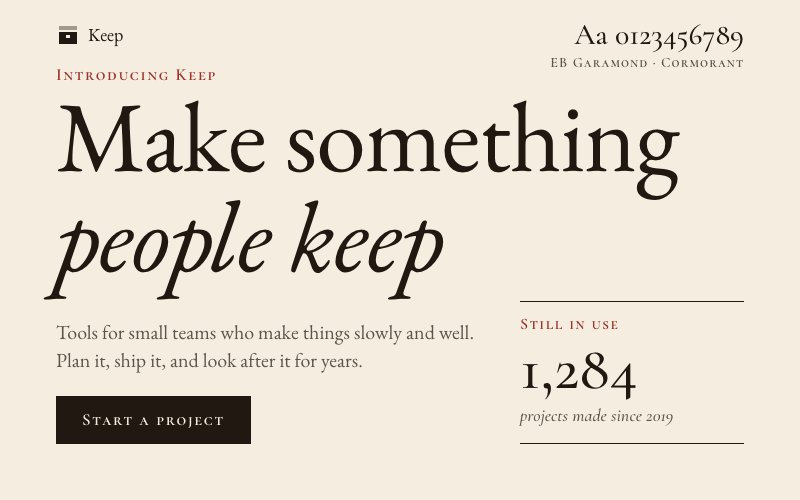 Keep
Aa 0123456789
EB Garamond · Cormorant
Introducing Keep
Make something
people keep
Tools for small teams who make things slowly and well.
Plan it, ship it, and look after it for years.
Start a project
Still in use
1,284
projects made since 2019